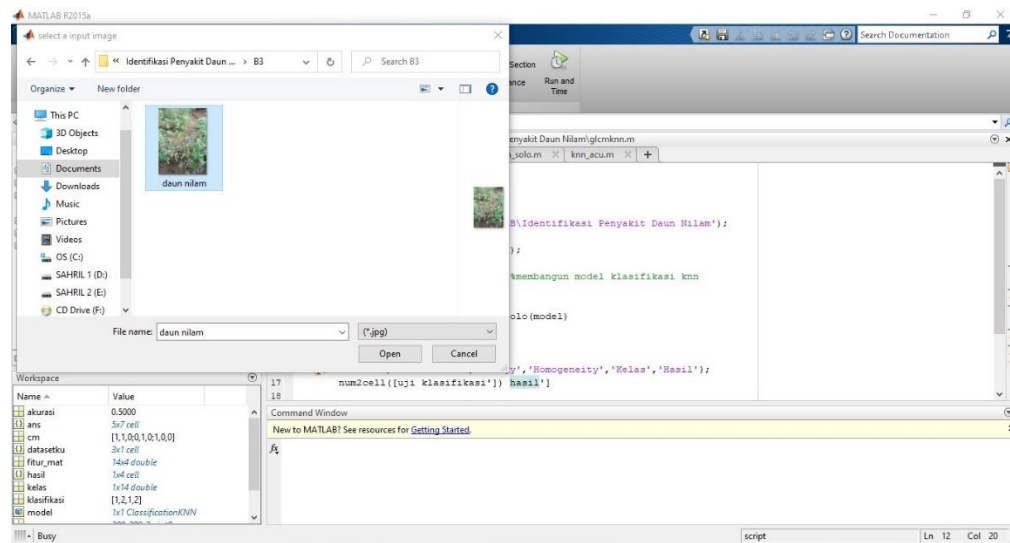 MATLAB R2015a
select a input image
« Identifikasi Penyakit Daun ... > B3
Search B3
Organize
New folder
This PC
3D Objects
Desktop
Documents
Downloads
Music
Pictures
Videos
OS (C:)
SAHRIL 1 (D:)
SAHRIL 2 (E:)
CD Drive (F:)
daun nilam
File name: daun nilam
(*.jpg)
Open
Cancel
Search Documentation
Section
Run and
Time
enyakit Daun Nilam\glcmknn.m
_solo.m
knn_acu.m
B\Identifikasi Penyakit Daun Nilam');
);
%membangun model klasifikasi knn
olo(model)
y','Homogeneity','Kelas','Hasil'};
17 num2cell([uji klasifikasi']) hasil']
18
Workspace
Name
Value
akurasi 0.5000
ans 5x7 cell
cm [1,1,0;0,1,0;1,0,0]
datasetku 3x1 cell
fitur_mat 14x4 double
hasil 1x4 cell
kelas 1x14 double
klasifikasi [1,2,1,2]
model 1x1 ClassificationKNN
Command Window
New to MATLAB? See resources for Getting Started.
fx
Busy
script
Ln 12 Col 20